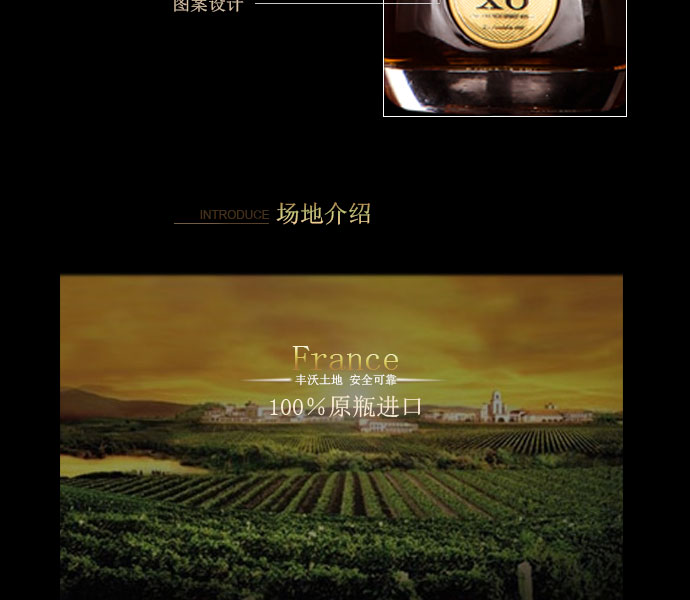 图案设计
XO
INTRODUCE 场地介绍
France
丰沃土地 安全可靠
100%原瓶进口